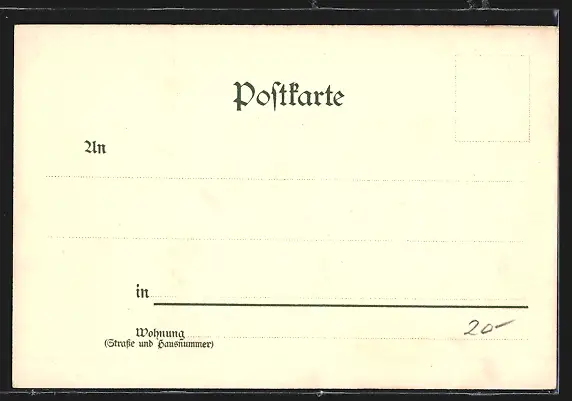 Poſtkarte
An
in
Wohnung
(Straße und Hausnummer)
20-